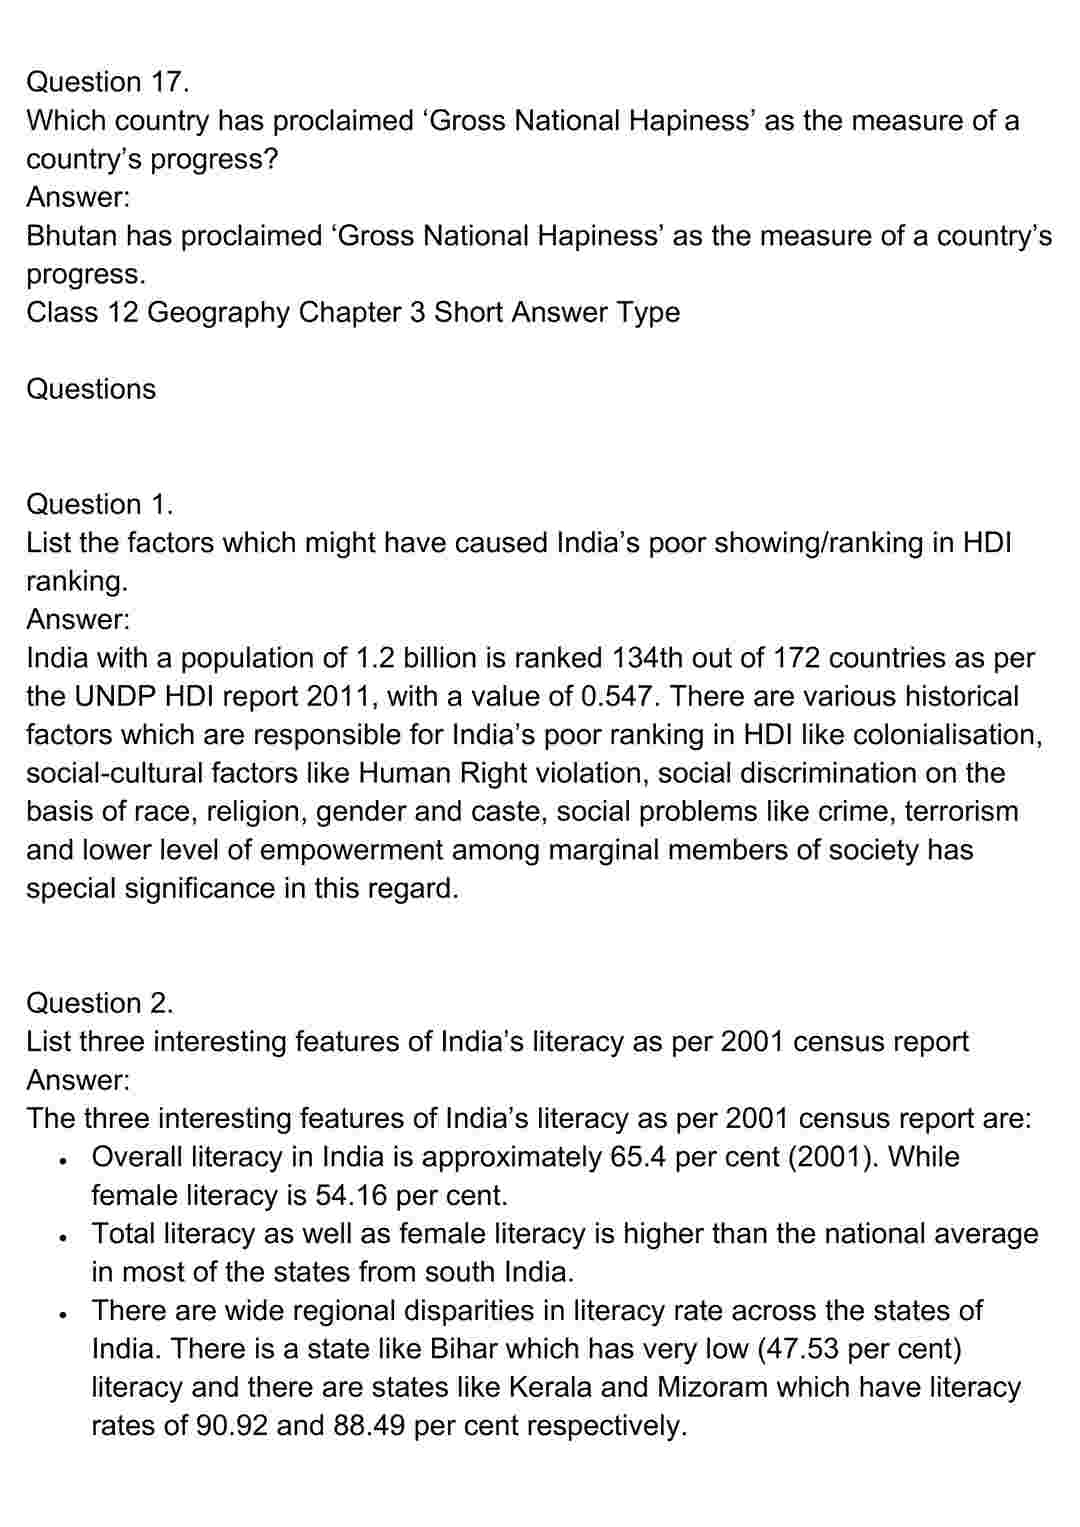 Question 17.
Which country has proclaimed ‘Gross National Hapiness’ as the measure of a
country’s progress?
Answer:
Bhutan has proclaimed ‘Gross National Hapiness’ as the measure of a country’s
progress.
Class 12 Geography Chapter 3 Short Answer Type
Questions
Question 1.
List the factors which might have caused India’s poor showing/ranking in HDI
ranking.
Answer:
India with a population of 1.2 billion is ranked 134th out of 172 countries as per
the UNDP HDI report 2011, with a value of 0.547. There are various historical
factors which are responsible for India’s poor ranking in HDI like colonialisation,
social-cultural factors like Human Right violation, social discrimination on the
basis of race, religion, gender and caste, social problems like crime, terrorism
and lower level of empowerment among marginal members of society has
special significance in this regard.
Question 2.
List three interesting features of India’s literacy as per 2001 census report
Answer:
The three interesting features of India’s literacy as per 2001 census report are:
• Overall literacy in India is approximately 65.4 per cent (2001). While
female literacy is 54.16 per cent.
• Total literacy as well as female literacy is higher than the national average
in most of the states from south India.
• There are wide regional disparities in literacy rate across the states of
India. There is a state like Bihar which has very low (47.53 per cent)
literacy and there are states like Kerala and Mizoram which have literacy
rates of 90.92 and 88.49 per cent respectively.